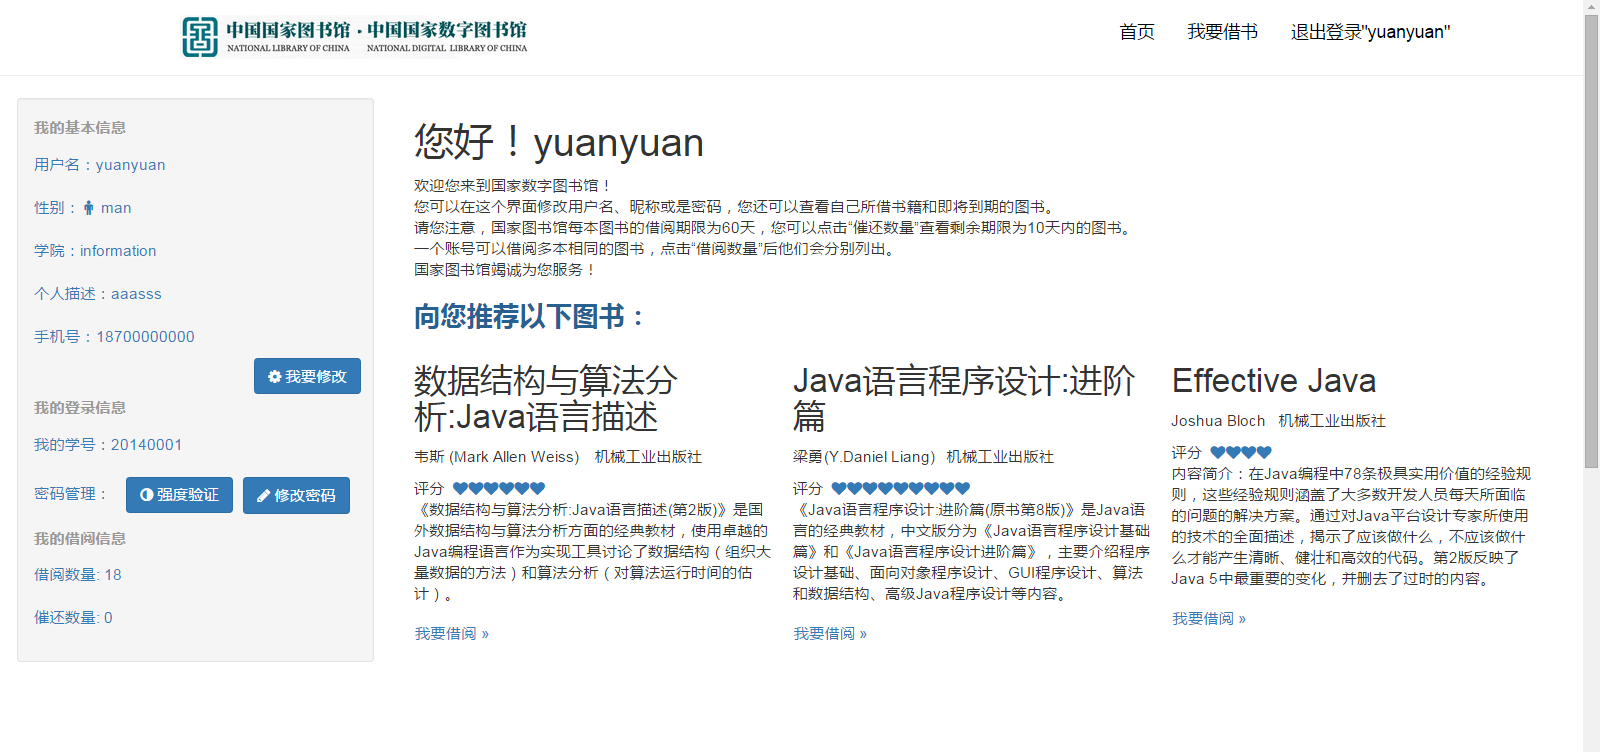 中国国家图书馆·中国国家数字图书馆
NATIONAL LIBRARY OF CHINA NATIONAL DIGITAL LIBRARY OF CHINA
首页 我要借书 退出登录"yuanyuan"
我的基本信息
用户名：yuanyuan
性别： man
学院：information
个人描述：aaasss
手机号：18700000000
我要修改
我的登录信息
我的学号：20140001
密码管理： 强度验证 修改密码
我的借阅信息
借阅数量: 18
催还数量: 0
您好！yuanyuan
欢迎您来到国家数字图书馆！
您可以在这个界面修改用户名、昵称或是密码，您还可以查看自己所借书籍和即将到期的图书。
请您注意，国家图书馆每本图书的借阅期限为60天，您可以点击“催还数量”查看剩余期限为10天内的图书。
一个账号可以借阅多本相同的图书，点击“借阅数量”后他们会分别列出。
国家图书馆竭诚为您服务！
向您推荐以下图书：
数据结构与算法分
析:Java语言描述
韦斯 (Mark Allen Weiss) 机械工业出版社
评分
《数据结构与算法分析:Java语言描述(第2版)》是国
外数据结构与算法分析方面的经典教材，使用卓越的
Java编程语言作为实现工具讨论了数据结构（组织大
量数据的方法）和算法分析（对算法运行时间的估
计）。
我要借阅 »
Java语言程序设计:进阶
篇
梁勇(Y.Daniel Liang) 机械工业出版社
评分
《Java语言程序设计:进阶篇(原书第8版)》是Java语
言的经典教材，中文版分为《Java语言程序设计基础
篇》和《Java语言程序设计进阶篇》，主要介绍程序
设计基础、面向对象程序设计、GUI程序设计、算法
和数据结构、高级Java程序设计等内容。
我要借阅 »
Effective Java
Joshua Bloch 机械工业出版社
评分
内容简介：在Java编程中78条极具实用价值的经验规
则，这些经验规则涵盖了大多数开发人员每天所面临
的问题的解决方案。通过对Java平台设计专家所使用
的技术的全面描述，揭示了应该做什么，不应该做什
么才能产生清晰、健壮和高效的代码。第2版反映了
Java 5中最重要的变化，并删去了过时的内容。
我要借阅 »